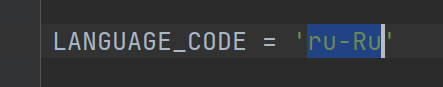 LANGUAGE_CODE = 'ru-Ru'